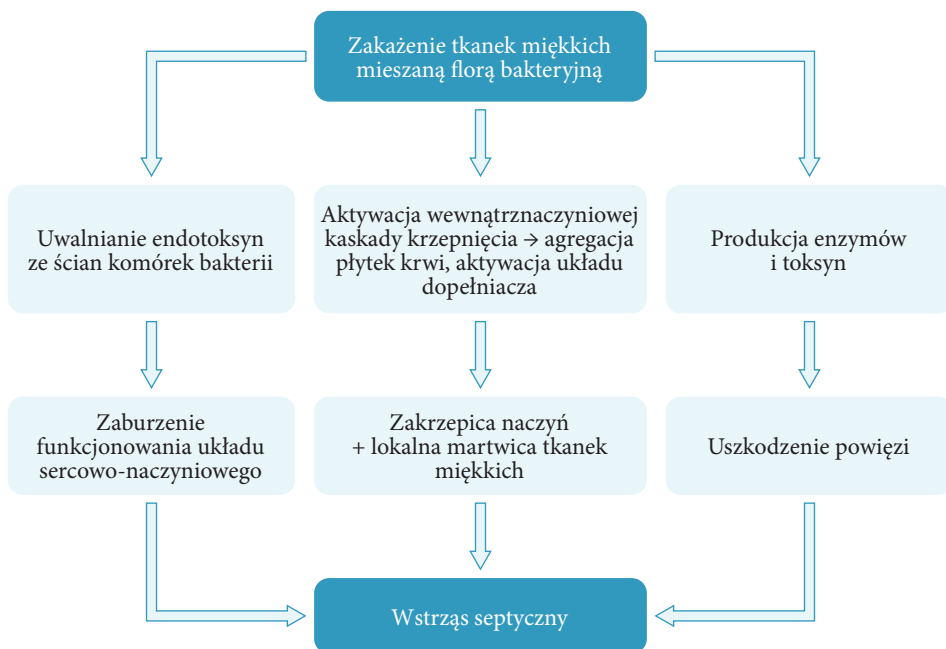 Zakażenie tkanek miękkich
mieszaną florą bakteryjną
Uwalnianie endotoksyn
ze ścian komórek bakterii
Aktywacja wewnątrznaczyniowej
kaskady krzepnięcia → agregacja
płytek krwi, aktywacja układu
dopełniacza
Produkcja enzymów
i toksyn
Zaburzenie
funkcjonowania układu
sercowo-naczyniowego
Zakrzepica naczyń
+ lokalna martwica tkanek
miękkich
Uszkodzenie powięzi
Wstrząs septyczny